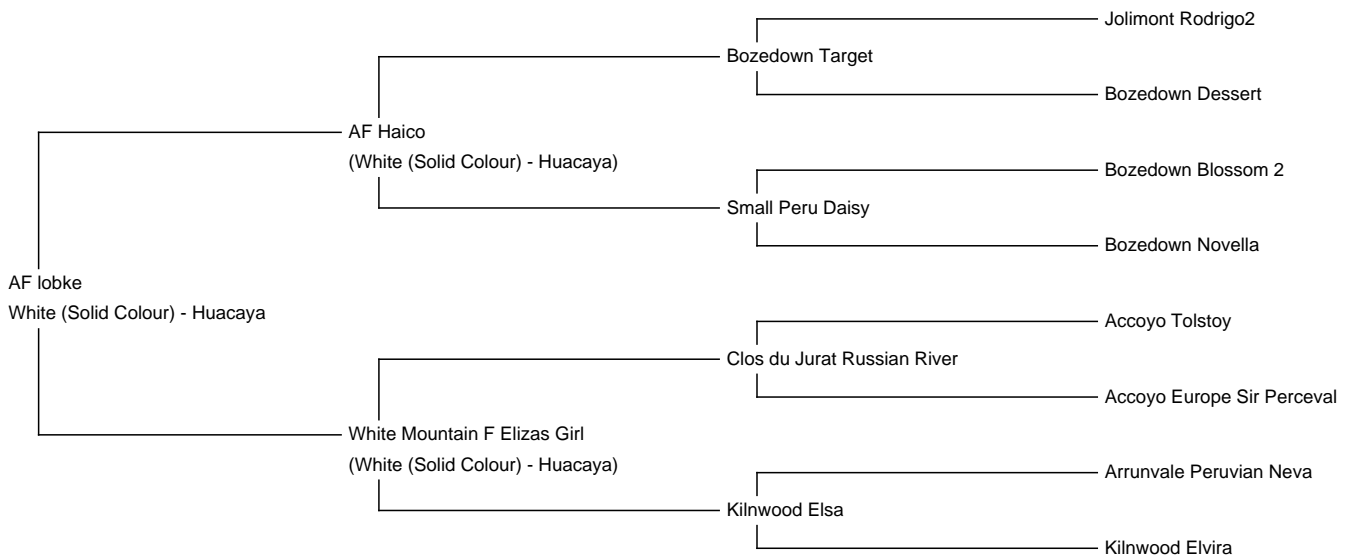 Jolimont Rodrigo2
Bozedown Target
Bozedown Dessert
AF Haico
(White (Solid Colour) - Huacaya)
Bozedown Blossom 2
Small Peru Daisy
Bozedown Novella
AF lobke
White (Solid Colour) - Huacaya
Accoyo Tolstoy
Clos du Jurat Russian River
Accoyo Europe Sir Perceval
White Mountain F Elizas Girl
(White (Solid Colour) - Huacaya)
Arrunvale Peruvian Neva
Kilnwood Elsa
Kilnwood Elvira